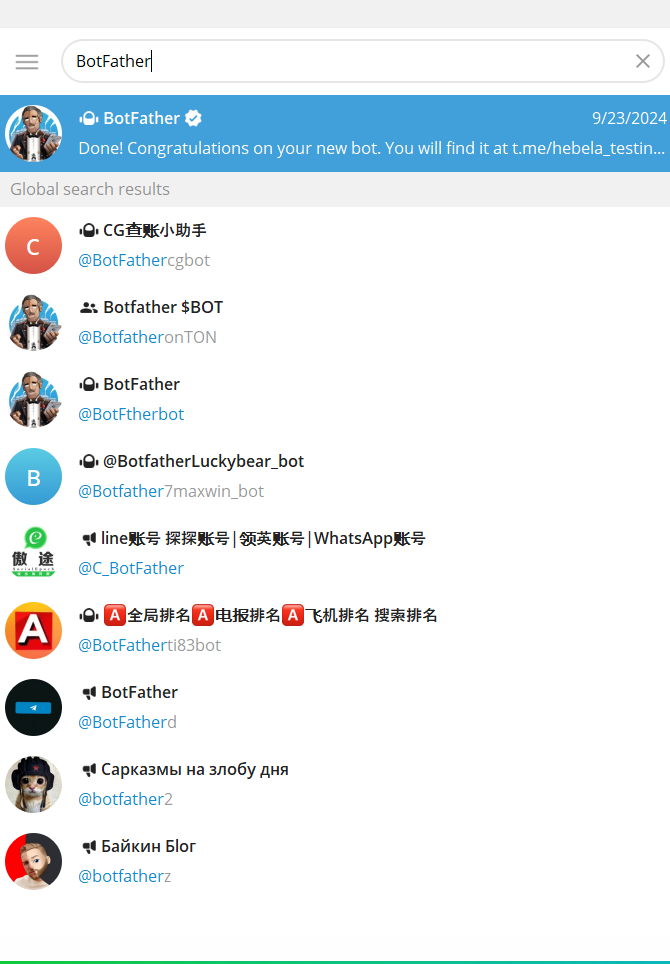 BotFather
BotFather
9/23/2024
Done! Congratulations on your new bot. You will find it at t.me/hebela_testin...
Global search results
C
CG查账小助手
@BotFathercgbot
Botfather $BOT
@BotfatheronTON
BotFather
@BotFtherbot
B
@BotfatherLuckybear_bot
@Botfather7maxwin_bot
傲途
line账号 探探账号|领英账号|WhatsApp账号
@C_BotFather
A
🅰全局排名🅰电报排名🅰飞机排名 搜索排名
@BotFatherti83bot
BotFather
@BotFatherd
Сарказмы на злобу дня
@botfather2
Байкин Бlог
@botfatherz